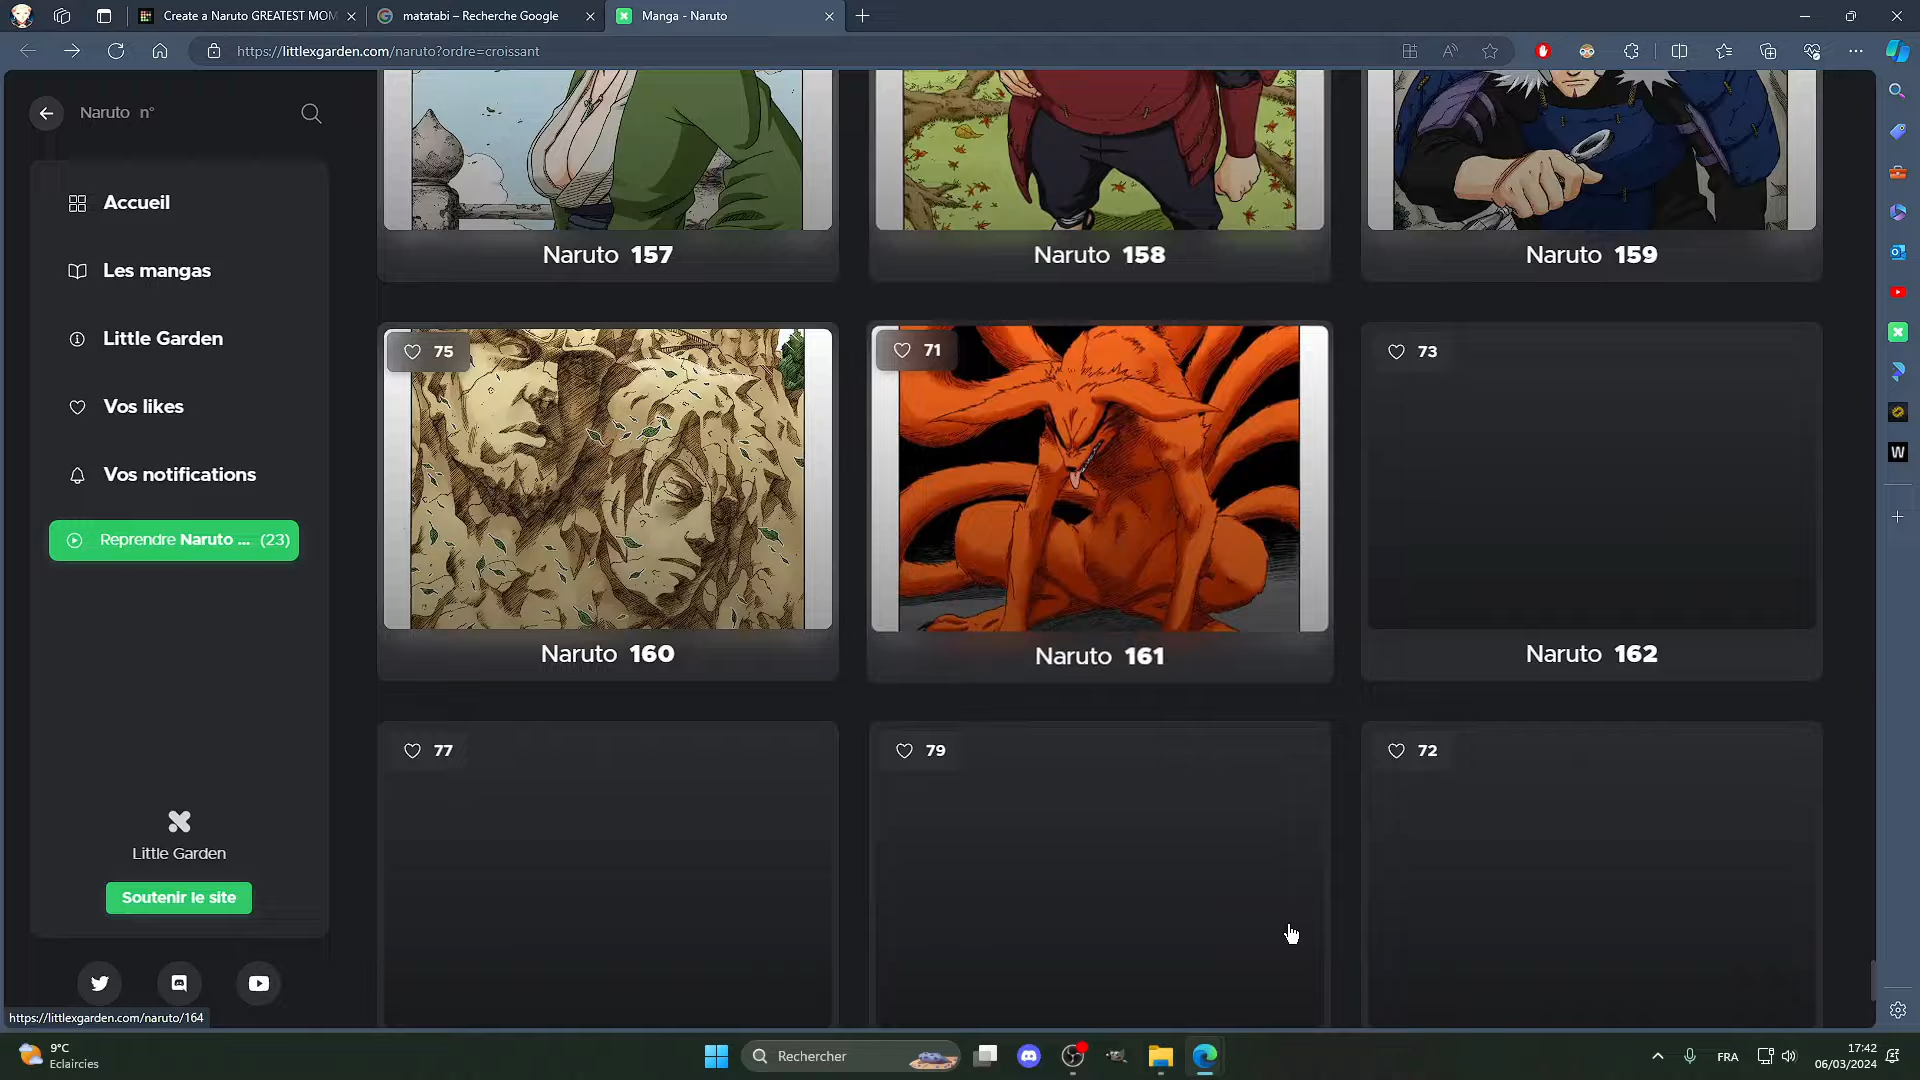 Create a Naruto GREATEST MOM
matatabi – Recherche Google
Manga - Naruto
https://littlexgarden.com/naruto?ordre=croissant
Naruto n°
Accueil
Les mangas
Little Garden
Vos likes
Vos notifications
Reprendre Naruto ... (23)
Little Garden
Soutenir le site
Naruto 157
Naruto 158
Naruto 159
75
71
73
Naruto 160
Naruto 161
Naruto 162
77
79
72
W
https://littlexgarden.com/naruto/164
9°C
Eclaircies
Rechercher
FRA
17:42
06/03/2024